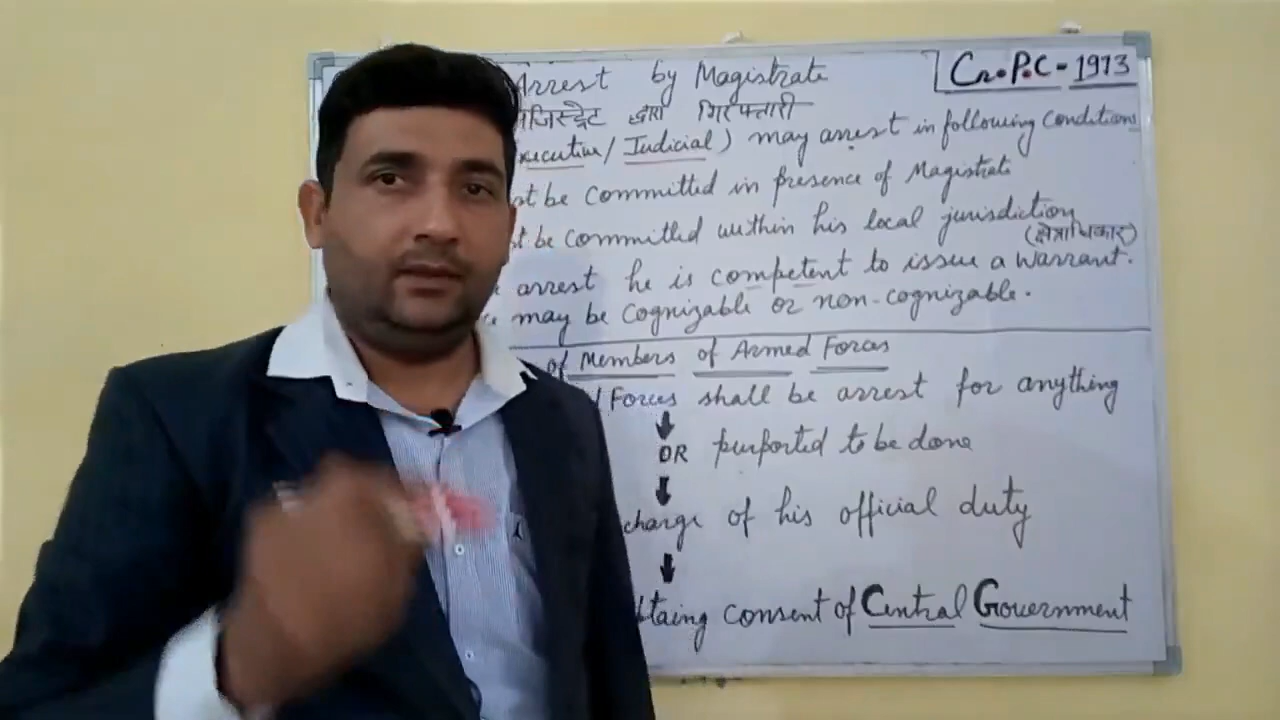 Arrest by Magistrate
Cr.P.C - 1973
द्वारा गिरफ्तारी
/ Judicial) may arrest in following conditions
be committed in presence of Magistrate
be committed within his local jurisdiction
(क्षेत्राधिकार)
arrest he is competent to issue a warrant.
may be cognizable or non-cognizable.
of Members of Armed Forces
Forces shall be arrest for anything
OR purported to be done
of his official duty
consent of Central Government